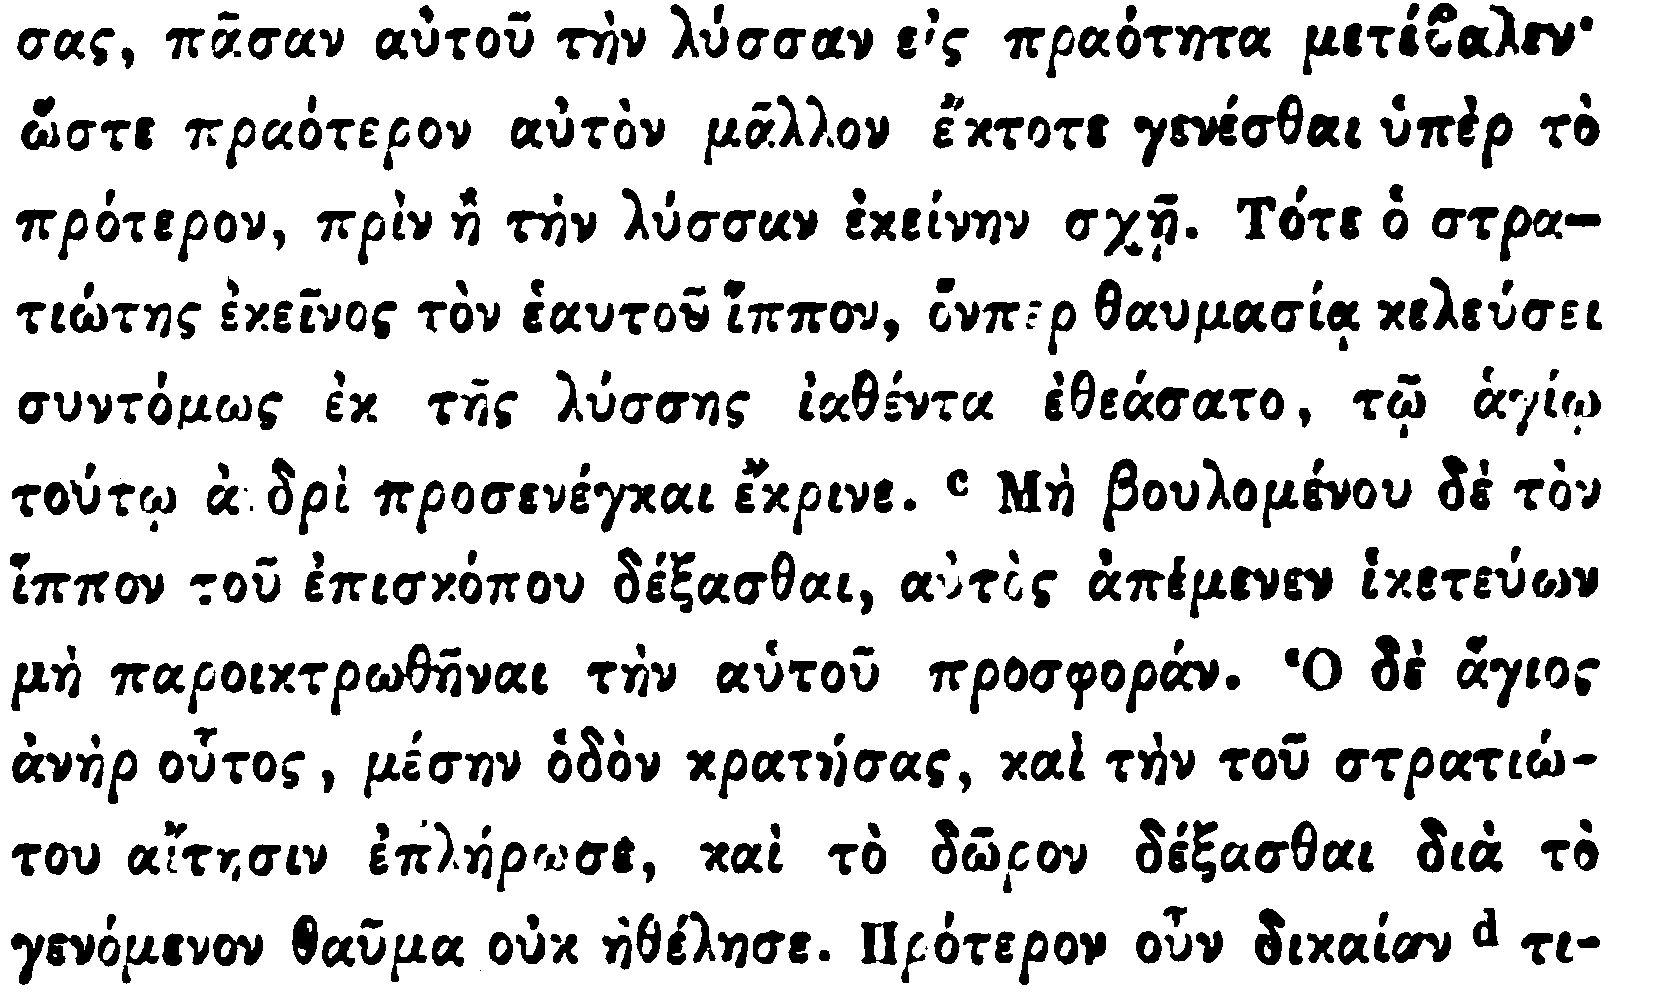 σας, πᾶσαν αὐτοῦ τὴν λύσσαν εἰς πραότητα μετέϐαλεν·
ὥστε πραότερον αὐτὸν μᾶλλον ἔκτοτε γενέσθαι ὑπὲρ τὸ
πρότερον, πρὶν ἢ τὴν λύσσαν ἐκείνην σχῇ. Τότε ὁ στρα-
τιώτης ἐκεῖνος τὸν ἑαυτοῦ ἵππον, ὅνπερ θαυμασίᾳ κελεύσει
συντόμως ἐκ τῆς λύσσης ἰαθέντα ἐθεάσατο, τῷ ἁγίῳ
τούτῳ ἀνδρὶ προσενέγκαι ἔκρινε. c Μὴ βουλομένου δὲ τὸν
ἵππον τοῦ ἐπισκόπου δέξασθαι, αὐτὸς ἀπέμενεν ἱκετεύων
μὴ παροικτρωθῆναι τὴν αὑτοῦ προσφοράν. Ὁ δὲ ἅγιος
ἀνὴρ οὗτος, μέσην ὁδὸν κρατήσας, καὶ τὴν τοῦ στρατιώ-
του αἴτησιν ἐπλήρωσε, καὶ τὸ δῶρον δέξασθαι διὰ τὸ
γενόμενον θαῦμα οὐκ ἠθέλησε. Πρότερον οὖν δικαίαν d τι-